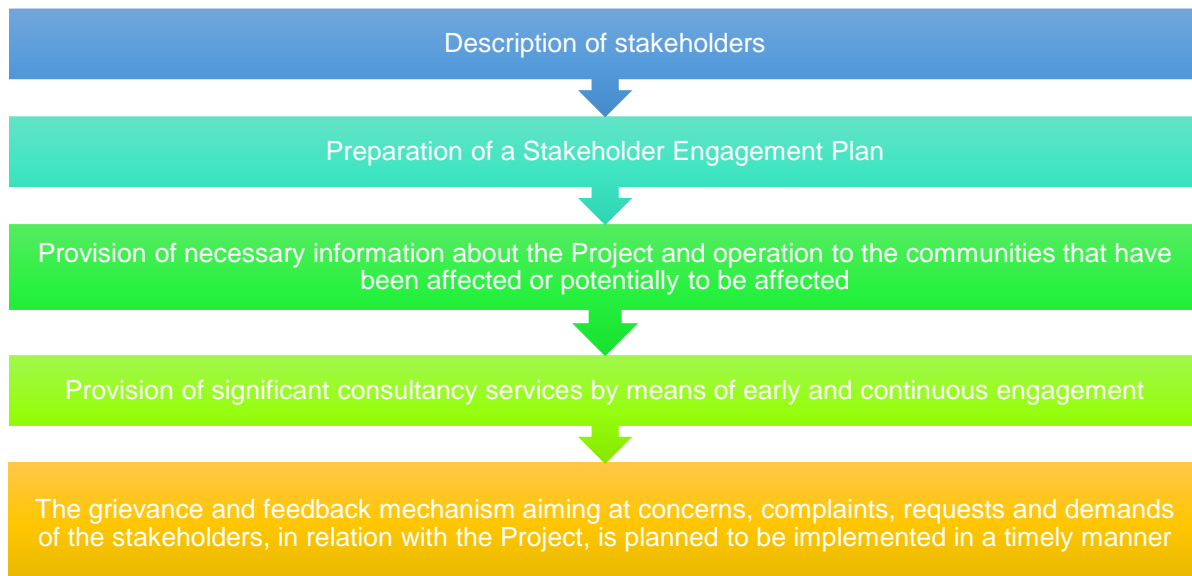 Description of stakeholders
Preparation of a Stakeholder Engagement Plan
Provision of necessary information about the Project and operation to the communities that have
been affected or potentially to be affected
Provision of significant consultancy services by means of early and continuous engagement
The grievance and feedback mechanism aiming at concerns, complaints, requests and demands
of the stakeholders, in relation with the Project, is planned to be implemented in a timely manner